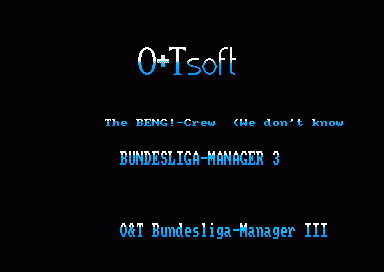 O+Tsoft
The BENG!-Crew (We don't know
BUNDESLIGA-MANAGER 3
O&T Bundesliga-Manager III